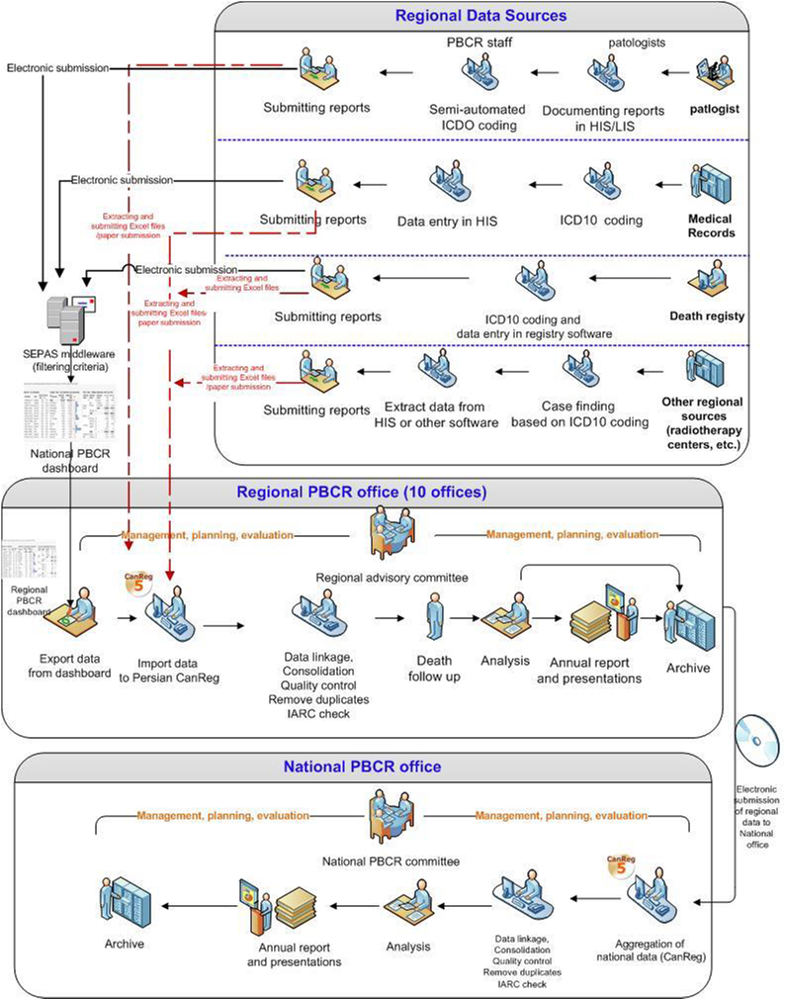 Regional Data Sources
PBCR staff
patologists
Electronic submission
Submitting reports
Semi-automated
ICDO coding
Documenting reports
in HIS/LIS
patlogist
Electronic submission
Extracting and
submitting Excel files
/paper submission
Submitting reports
Data entry in HIS
ICD10 coding
Medical
Records
Electronic submission
Extracting and
submitting Excel files
Extracting and
submitting Excel files/
paper submission
Submitting reports
ICD10 coding and
data entry in registry software
Death registy
SEPAS middleware
(filtering criteria)
Extracting and
submitting Excel files
/paper submission
Submitting reports
Extract data from
HIS or other software
Case finding
based on ICD10 coding
Other regional
sources
(radiotherapy
centers, etc.)
National PBCR
dashboard
Regional PBCR office (10 offices)
Management, planning, evaluation
Management, planning, evaluation
Regional advisory committee
Regional
PBCR
dashboard
CanReg
5
Export data
from dashboard
Import data
to Persian CanReg
Data linkage,
Consolidation
Quality control
Remove duplicates
IARC check
Death
follow up
Analysis
Annual report
and presentations
Archive
National PBCR office
Management, planning, evaluation
Management, planning, evaluation
National PBCR committee
Electronic
submission
of regional
data to
National
office
CanReg
5
Archive
Annual report
and presentations
Analysis
Data linkage,
Consolidation
Quality control
Remove duplicates
IARC check
Aggregation of
national data (CanReg)